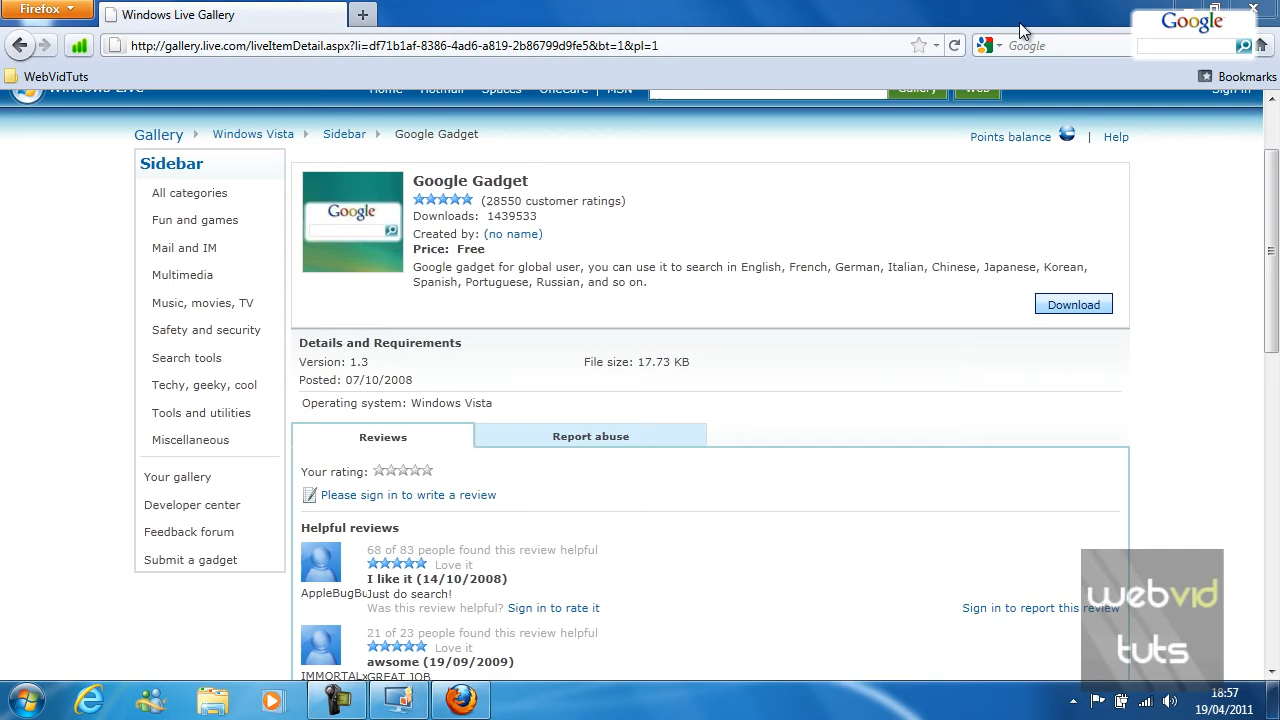 Firefox
Windows Live Gallery
http://gallery.live.com/liveItemDetail.aspx?li=df71b1af-8386-4ad6-a819-2b86799d9fe5&bt=1&pl=1
Google
Google
WebVidTuts
Bookmarks
Windows Live
Home Hotmail Spaces OneCare MSN
Gallery Web
Sign in
Gallery Windows Vista Sidebar Google Gadget
Points balance | Help
Sidebar
All categories
Fun and games
Mail and IM
Multimedia
Music, movies, TV
Safety and security
Search tools
Techy, geeky, cool
Tools and utilities
Miscellaneous
Your gallery
Developer center
Feedback forum
Submit a gadget
Google
Google Gadget
(28550 customer ratings)
Downloads: 1439533
Created by: (no name)
Price: Free
Google gadget for global user, you can use it to search in English, French, German, Italian, Chinese, Japanese, Korean,
Spanish, Portuguese, Russian, and so on.
Download
Details and Requirements
Version: 1.3 File size: 17.73 KB
Posted: 07/10/2008
Operating system: Windows Vista
Reviews Report abuse
Your rating:
Please sign in to write a review
Helpful reviews
68 of 83 people found this review helpful
Love it
I like it (14/10/2008)
AppleBugBu Just do search!
Was this review helpful? Sign in to rate it Sign in to report this review
21 of 23 people found this review helpful
Love it
awsome (19/09/2009)
IMMORTALx GREAT JOB
webvid
tuts
18:57
19/04/2011